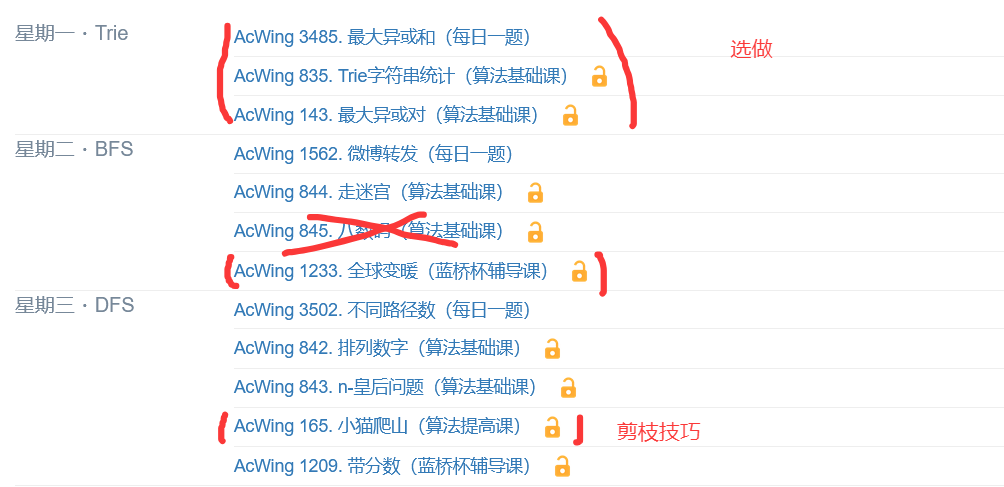 星期一・Trie
AcWing 3485. 最大异或和（每日一题）
选做
AcWing 835. Trie字符串统计（算法基础课）
AcWing 143. 最大异或对（算法基础课）
星期二・BFS
AcWing 1562. 微博转发（每日一题）
AcWing 844. 走迷宫（算法基础课）
AcWing 845. 八数码（算法基础课）
AcWing 1233. 全球变暖（蓝桥杯辅导课）
星期三・DFS
AcWing 3502. 不同路径数（每日一题）
AcWing 842. 排列数字（算法基础课）
AcWing 843. n-皇后问题（算法基础课）
AcWing 165. 小猫爬山（算法提高课）
剪枝技巧
AcWing 1209. 带分数（蓝桥杯辅导课）